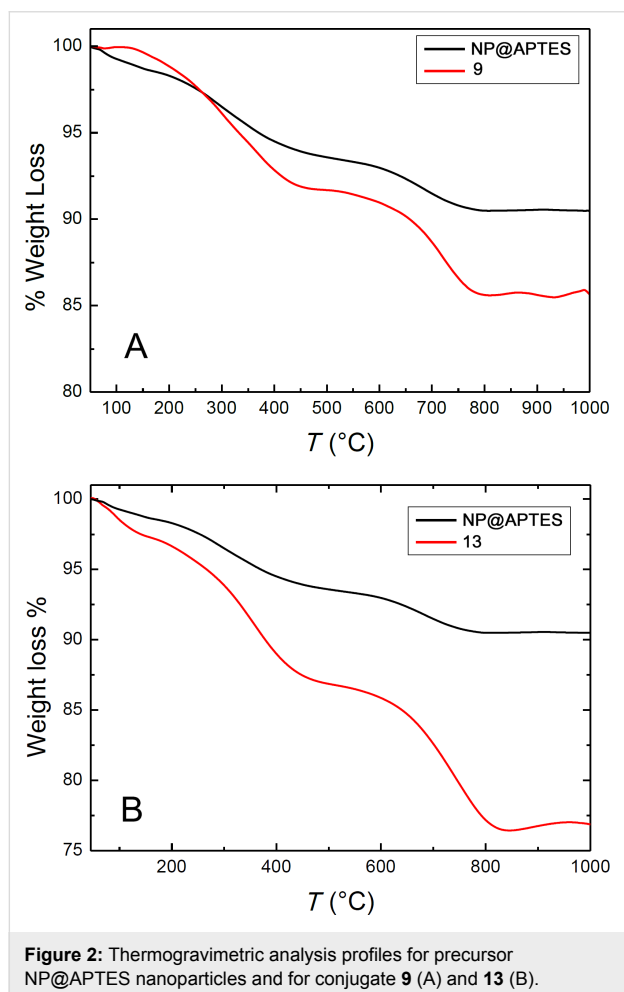 100
95
90
85
80
% Weight Loss
NP@APTES
9
A
100 200 300 400 500 600 700 800 900 1000
T (°C)
100
95
90
85
80
75
Weight loss %
NP@APTES
13
B
200 400 600 800 1000
T (°C)
Figure 2: Thermogravimetric analysis profiles for precursor
NP@APTES nanoparticles and for conjugate 9 (A) and 13 (B).